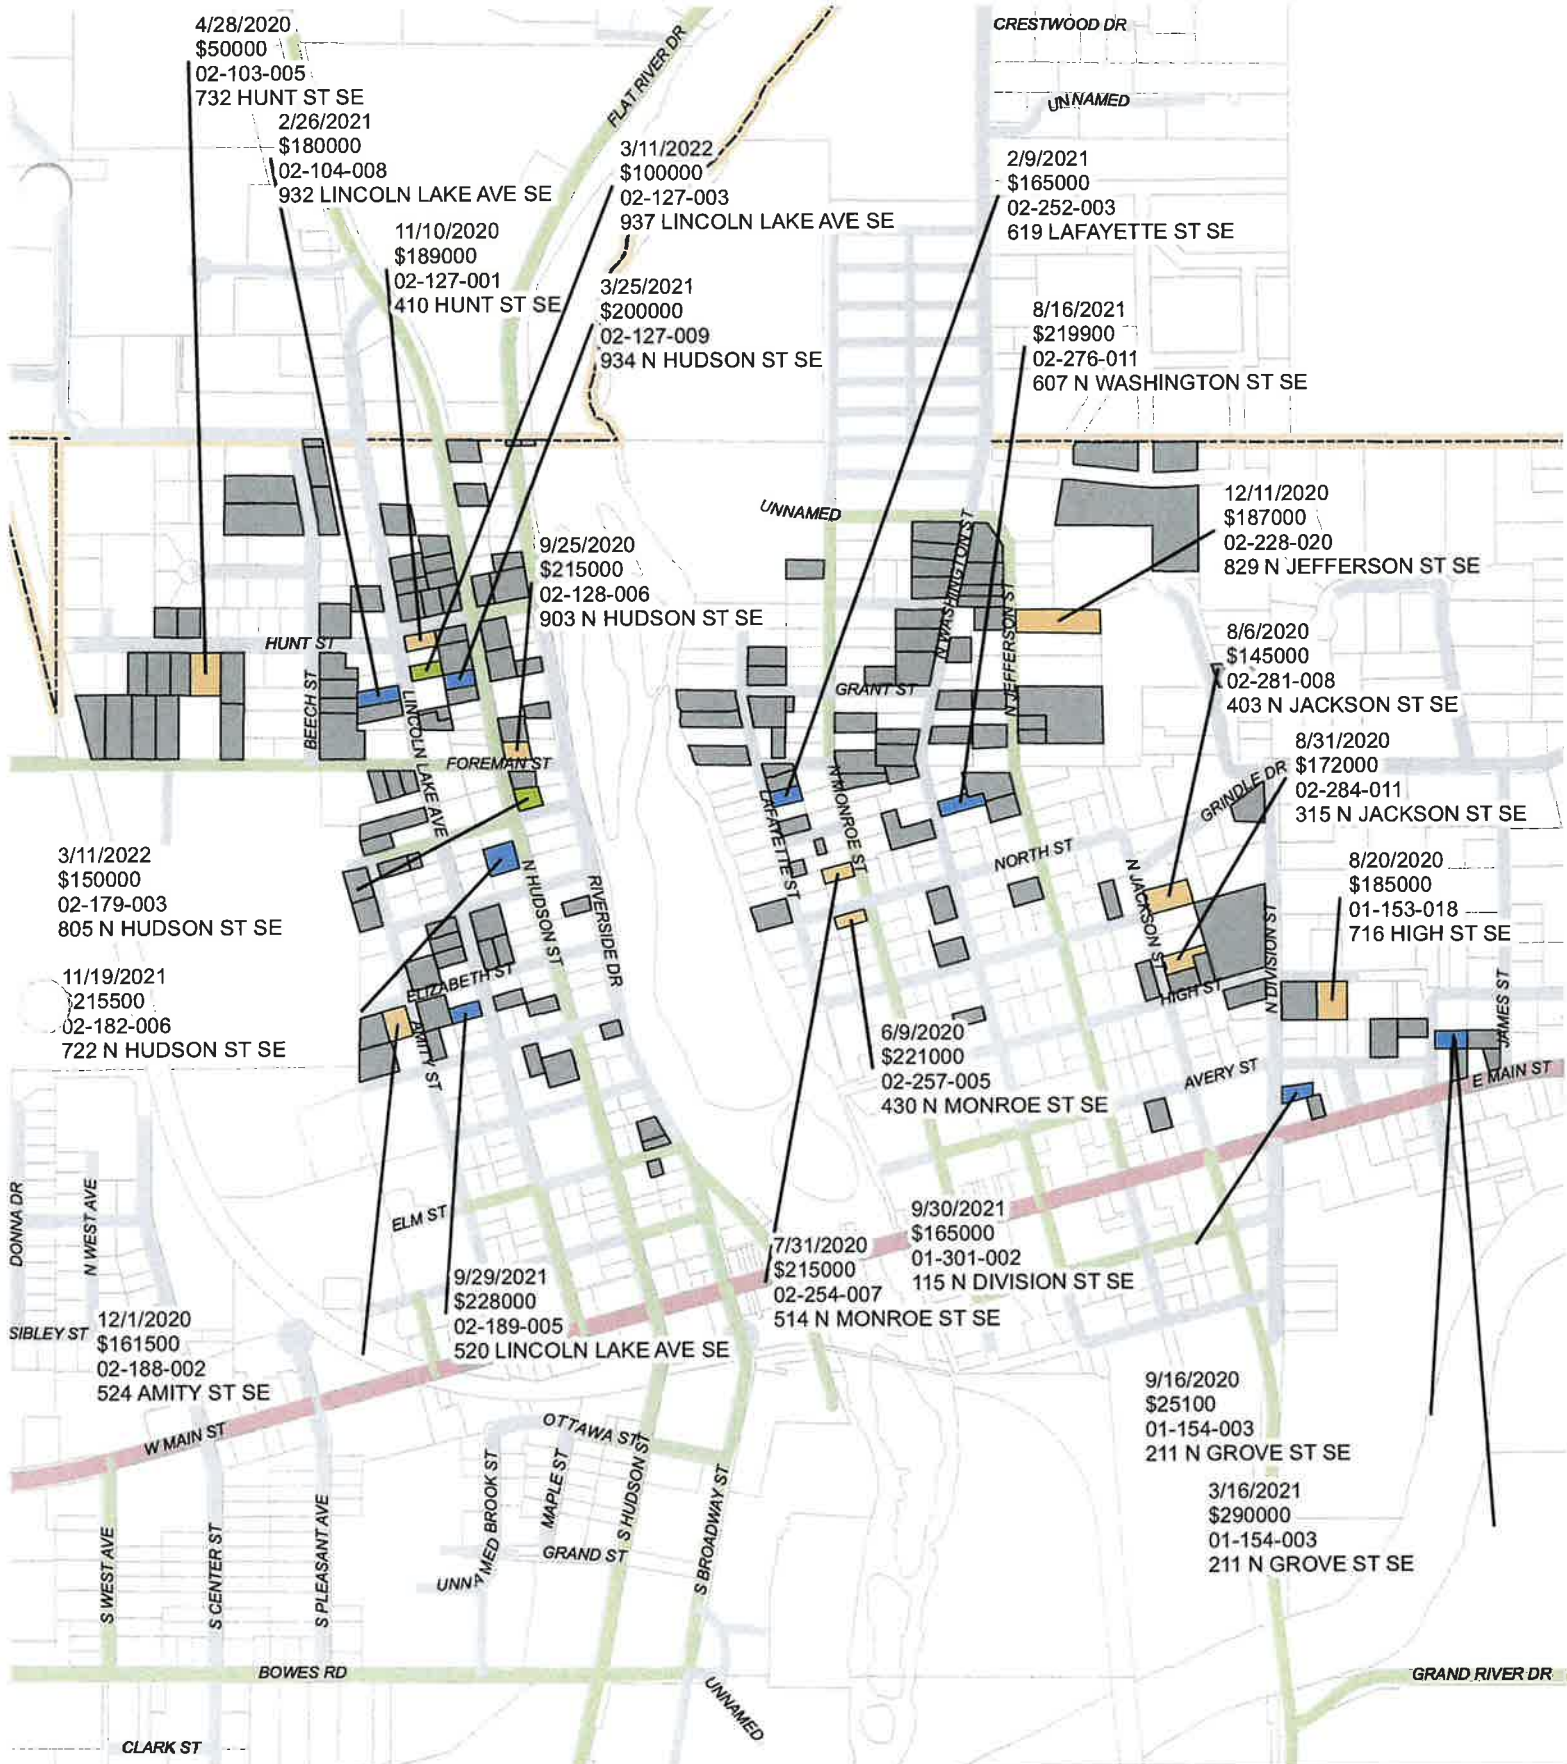 4/28/2020
$50000
02-103-005
732 HUNT ST SE
2/26/2021
$180000
02-104-008
932 LINCOLN LAKE AVE SE
11/10/2020
$189000
02-127-001
410 HUNT ST SE
FLAT RIVER DR
3/11/2022
$100000
02-127-003
937 LINCOLN LAKE AVE SE
3/25/2021
$200000
02-127-009
934 N HUDSON ST SE
CRESTWOOD DR
UNNAMED
2/9/2021
$165000
02-252-003
619 LAFAYETTE ST SE
8/16/2021
$219900
02-276-011
607 N WASHINGTON ST SE
12/11/2020
$187000
02-228-020
829 N JEFFERSON ST SE
UNNAMED
9/25/2020
$215000
02-128-006
903 N HUDSON ST SE
8/6/2020
$145000
02-281-008
403 N JACKSON ST SE
8/31/2020
$172000
02-284-011
315 N JACKSON ST SE
8/20/2020
$185000
01-153-018
716 HIGH ST SE
HUNT ST
BEECH ST
LINCOLN LAKE AVE
FOREMAN ST
N WASHINGTON ST
N JEFFERSON ST
GRANT ST
LAFAYETTE ST
N MONROE ST
GRINDLE DR
NORTH ST
N JACKSON ST
N DIVISION ST
HIGH ST
JAMES ST
AVERY ST
E MAIN ST
3/11/2022
$150000
02-179-003
805 N HUDSON ST SE
11/19/2021
$215500
02-182-006
722 N HUDSON ST SE
N HUDSON ST
RIVERSIDE DR
ELIZABETH ST
AMITY ST
6/9/2020
$221000
02-257-005
430 N MONROE ST SE
DONNA DR
N WEST AVE
ELM ST
9/30/2021
$165000
01-301-002
115 N DIVISION ST SE
7/31/2020
$215000
02-254-007
514 N MONROE ST SE
9/29/2021
$228000
02-189-005
520 LINCOLN LAKE AVE SE
SIBLEY ST
12/1/2020
$161500
02-188-002
524 AMITY ST SE
9/16/2020
$25100
01-154-003
211 N GROVE ST SE
3/16/2021
$290000
01-154-003
211 N GROVE ST SE
W MAIN ST
OTTAWA ST
S WEST AVE
S CENTER ST
S PLEASANT AVE
UNNAMED BROOK ST
MAPLE ST
GRAND ST
S HUDSON ST
S BROADWAY ST
BOWES RD
UNNAMED
GRAND RIVER DR
CLARK ST